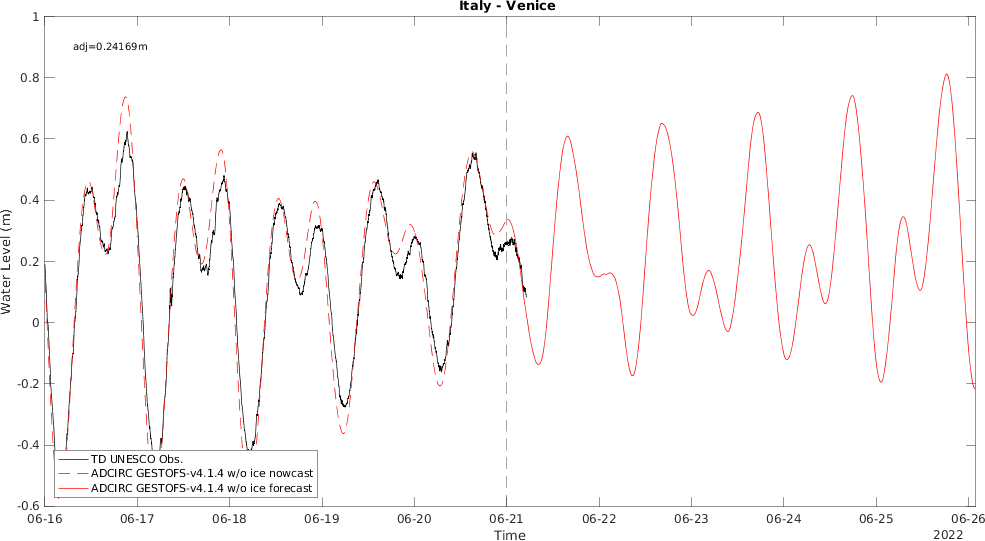 Italy - Venice
adj=0.24169m
Water Level (m)
1
0.8
0.6
0.4
0.2
0
-0.2
-0.4
-0.6
TD UNESCO Obs.
ADCIRC GESTOFS-v4.1.4 w/o ice nowcast
ADCIRC GESTOFS-v4.1.4 w/o ice forecast
06-16 06-17 06-18 06-19 06-20 06-21 06-22 06-23 06-24 06-25 06-26
Time
2022